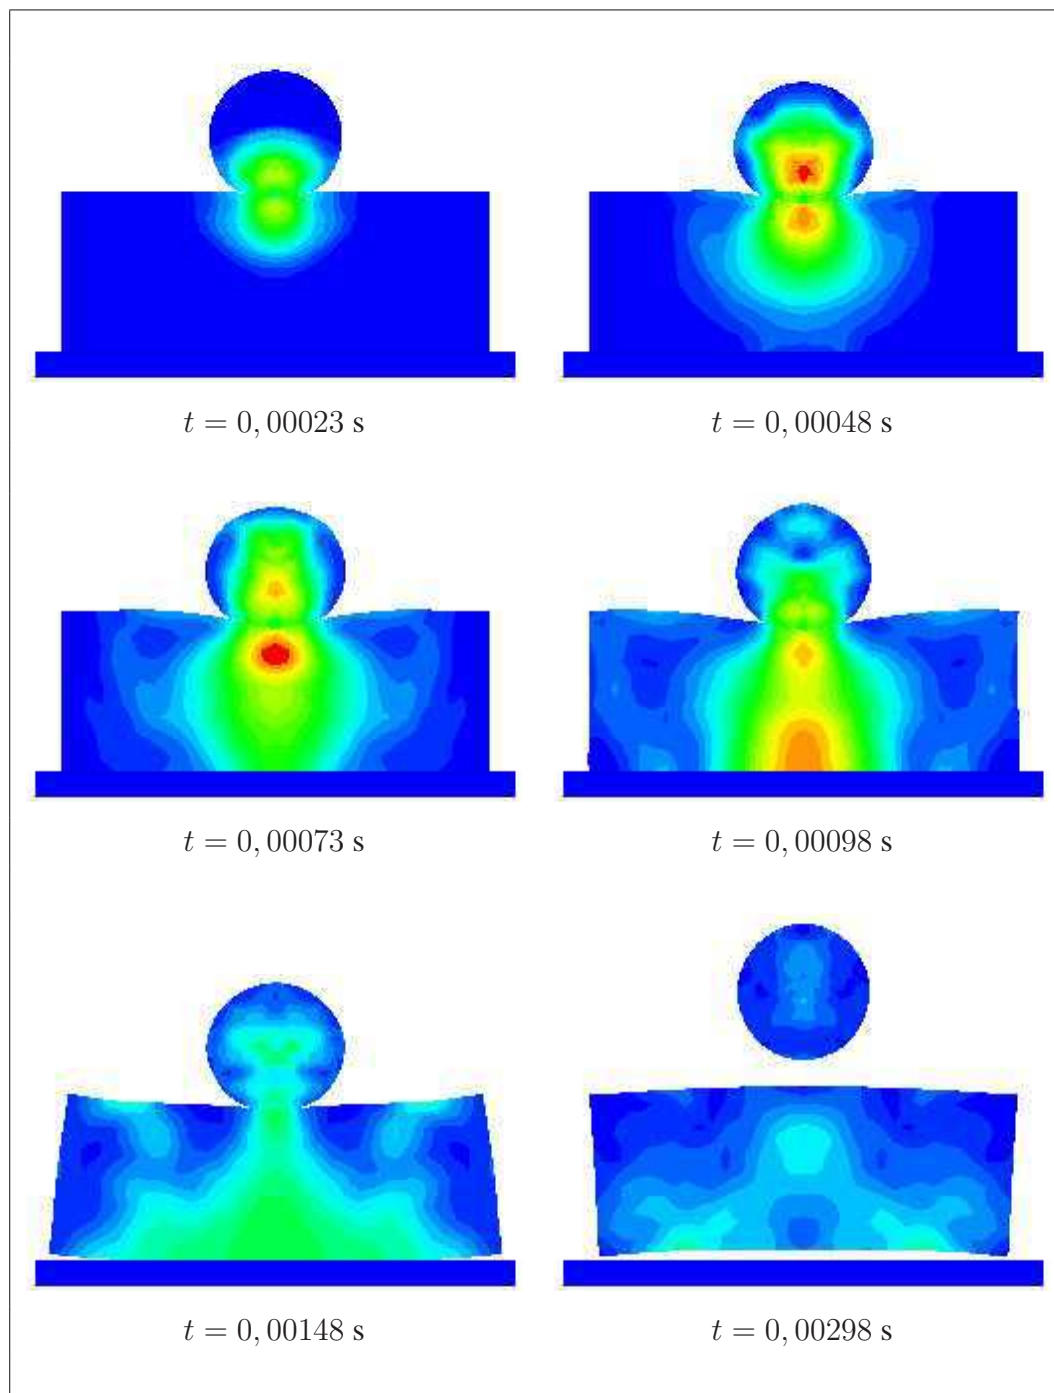 t = 0, 00023 s
t = 0, 00048 s
t = 0, 00073 s
t = 0, 00098 s
t = 0, 00148 s
t = 0, 00298 s